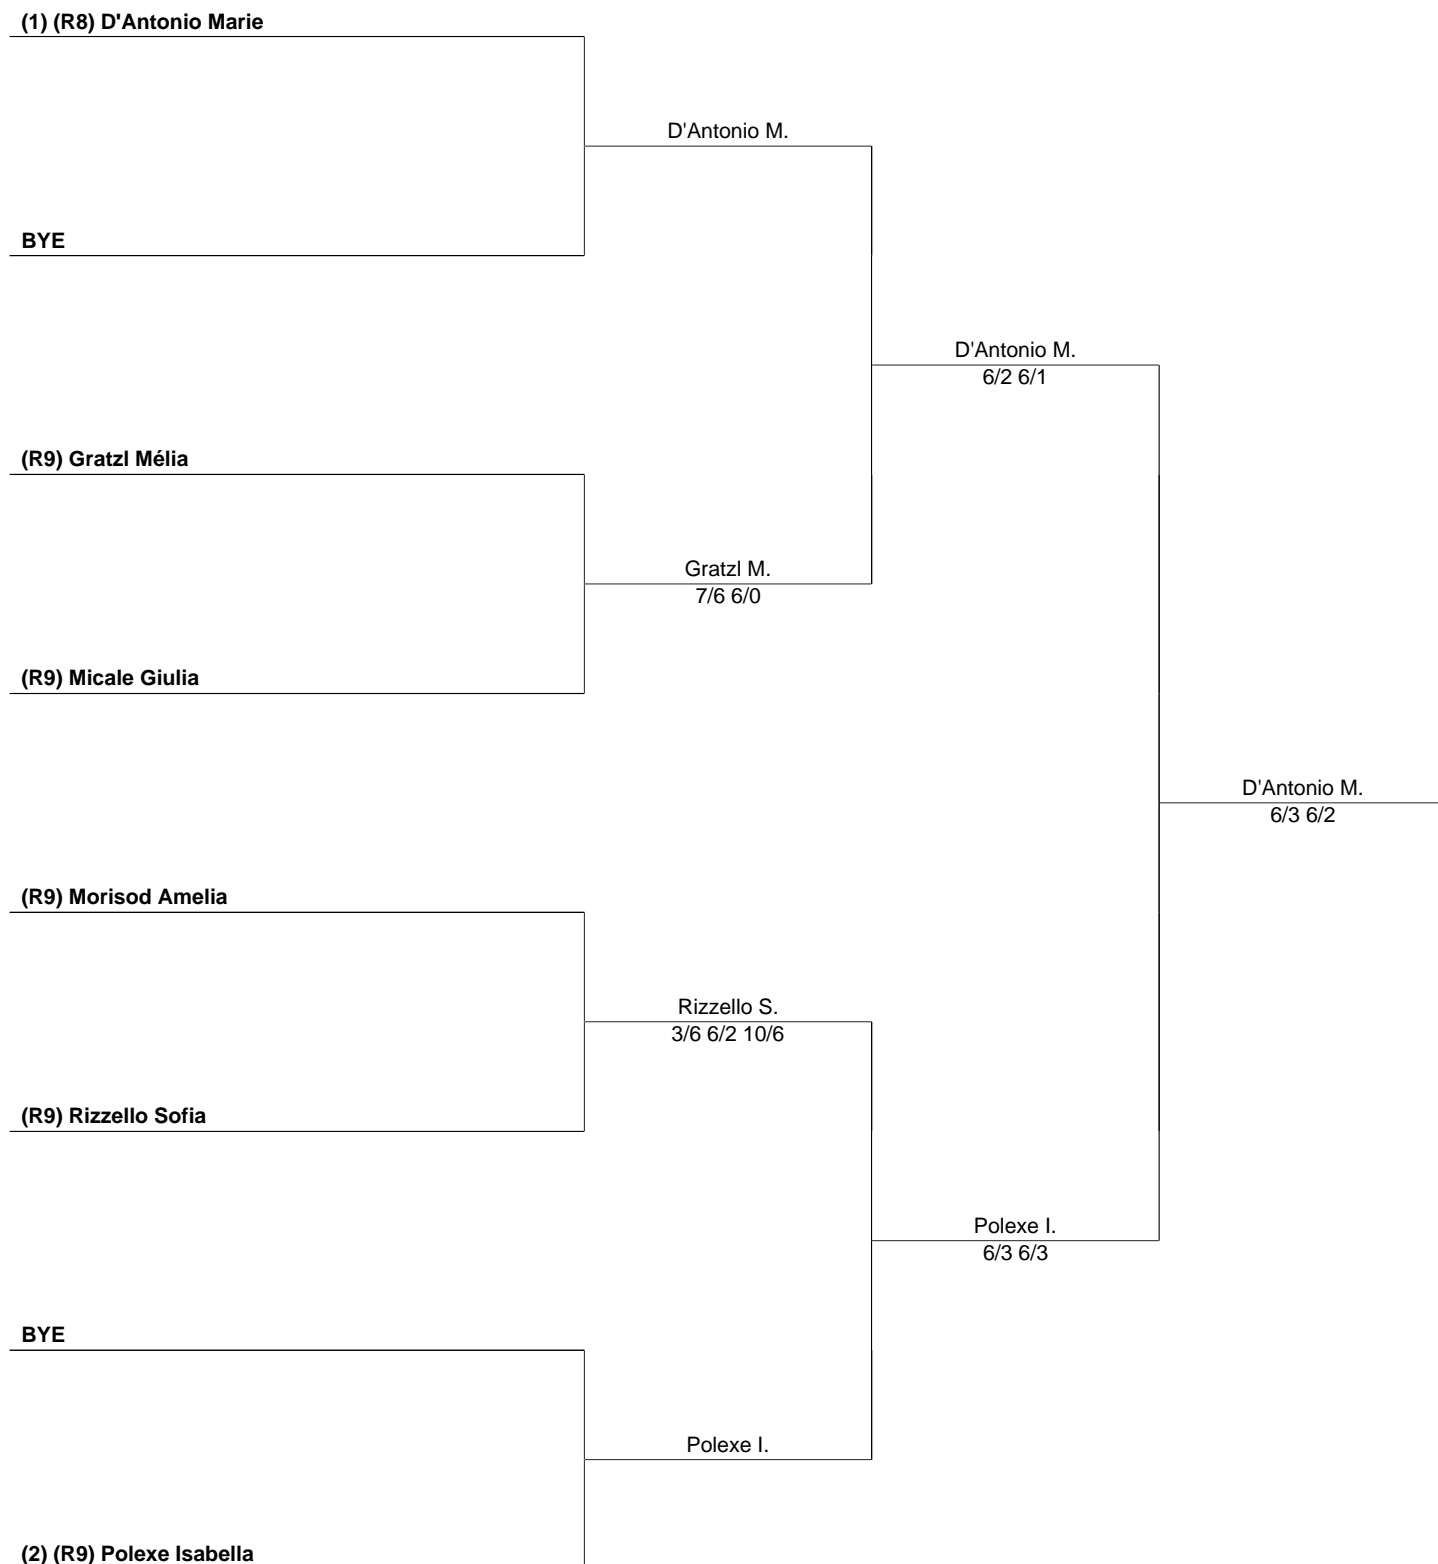 (1) (R8) D'Antonio Marie
D'Antonio M.
BYE
D'Antonio M.
6/2 6/1
(R9) Gratzl Mélia
Gratzl M.
7/6 6/0
(R9) Micale Giulia
D'Antonio M.
6/3 6/2
(R9) Morisod Amelia
Rizzello S.
3/6 6/2 10/6
(R9) Rizzello Sofia
Polexe I.
6/3 6/3
BYE
Polexe I.
(2) (R9) Polexe Isabella